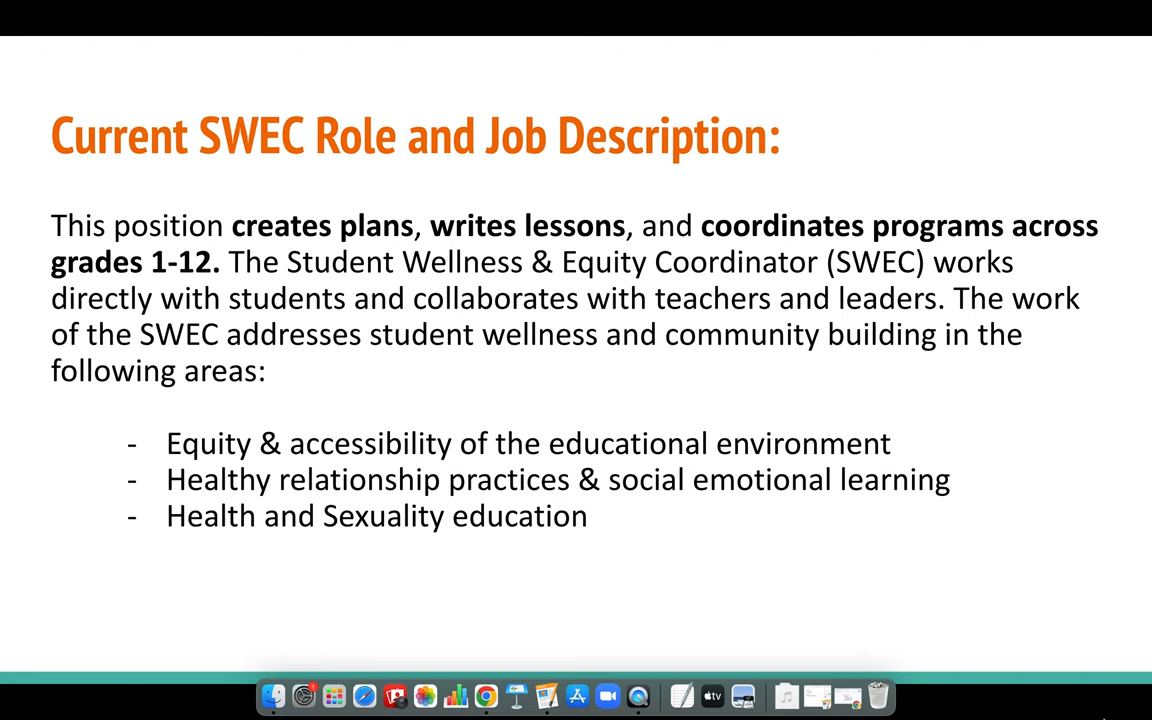 Current SWEC Role and Job Description:
This position creates plans, writes lessons, and coordinates programs across
grades 1-12. The Student Wellness & Equity Coordinator (SWEC) works
directly with students and collaborates with teachers and leaders. The work
of the SWEC addresses student wellness and community building in the
following areas:
- Equity & accessibility of the educational environment
- Healthy relationship practices & social emotional learning
- Health and Sexuality education
1
tv